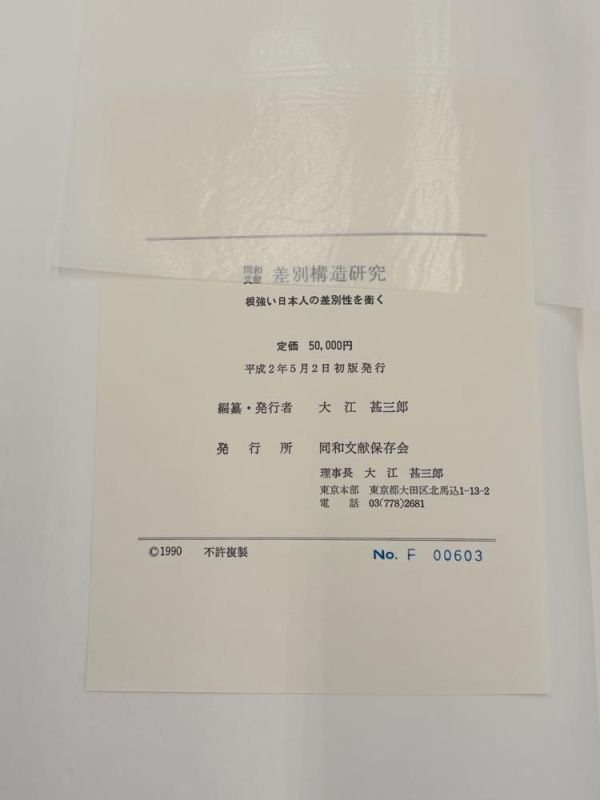 同和文献 差別構造研究
根強い日本人の差別性を衝く
定価 50,000円
平成2年5月2日初版発行
編纂・発行者 大江 甚三郎
発行所 同和文献保存会
理事長 大江 甚三郎
東京本部 東京都大田区北馬込1-13-2
電話 03(778)2681
©1990 不許複製
No. F 00603